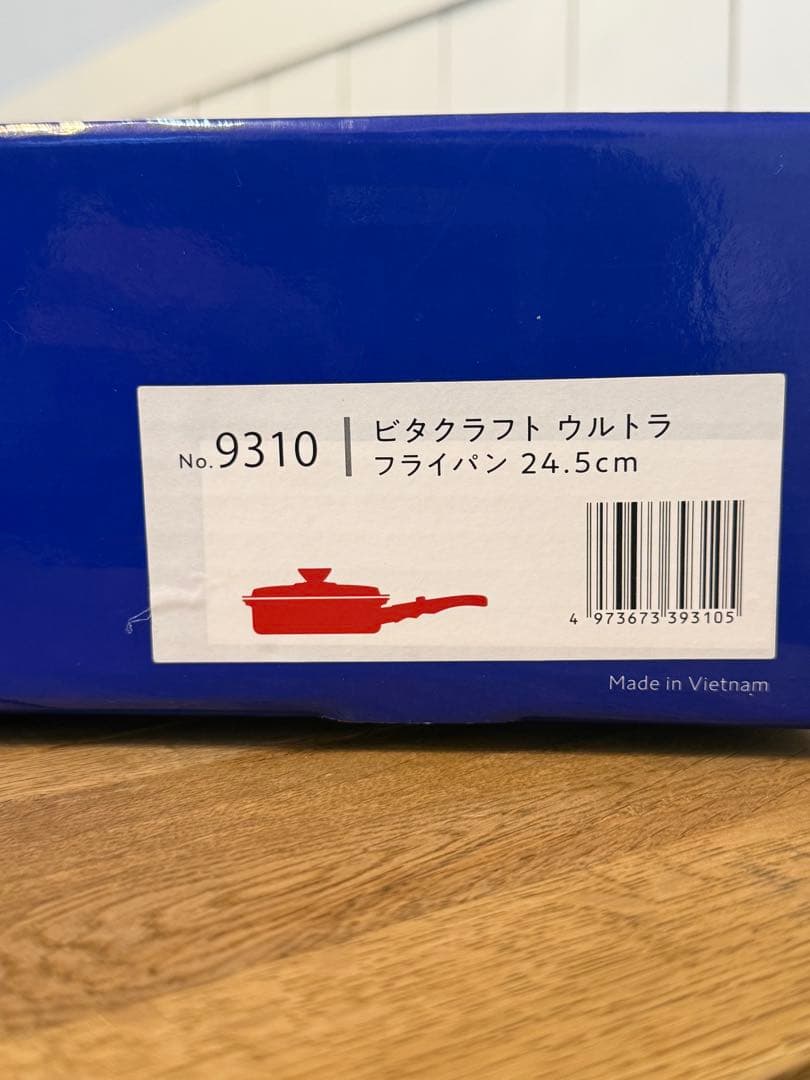 No.9310
ビタクラフト ウルトラ
フライパン 24.5cm
4 973673 393105
Made in Vietnam